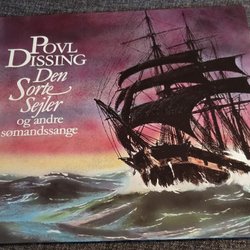 POVL
DISSING
Den
Sorte
Sejler
og andre
sømandssange